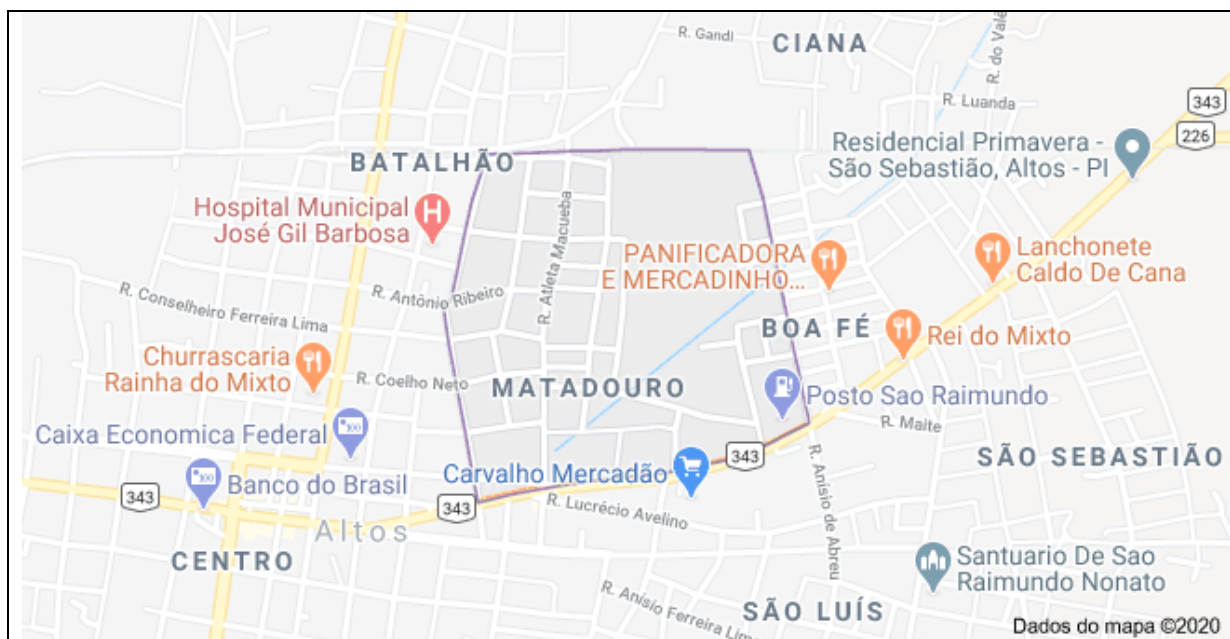 R. Gandi
CIANA
R. do Valé
343
R. Luanda
226
Residencial Primavera -
São Sebastião, Altos - PI
BATALHÃO
Hospital Municipal
José Gil Barbosa
H
R. Atleta Macueba
PANIFICADORA
E MERCADINHO...
Lanchonete
Caldo De Cana
R. Antônio Ribeiro
R. Conselheiro Ferreira Lima
BOA FÉ
Rei do Mixto
Churrascaria
Rainha do Mixto
R. Coelho Neto
MATADOURO
Posto Sao Raimundo
R. Maite
Caixa Economica Federal
343
SÃO SEBASTIÃO
Carvalho Mercadão
R. Anísio de Abreu
Banco do Brasil
343
343
R. Lucrécio Avelino
Altos
CENTRO
Santuario De Sao
Raimundo Nonato
R. Anísio Ferreira Lima
SÃO LUÍS
Dados do mapa ©2020